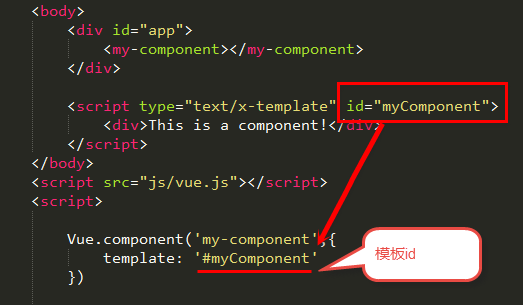 <body>
<div id="app">
<my-component></my-component>
</div>
<script type="text/x-template" id="myComponent">
<div>This is a component!</div>
</script>
</body>
<script src="js/vue.js"></script>
<script>
Vue.component('my-component',{
template: '#myComponent'
})
模板id